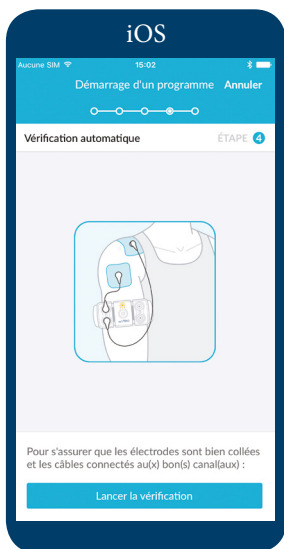 iOS
Aucune SIM 15:02
Démarrage d'un programme Annuler
Vérification automatique ÉTAPE 4
Pour s'assurer que les électrodes sont bien collées
et les câbles connectés au(x) bon(s) canal(aux) :
Lancer la vérification